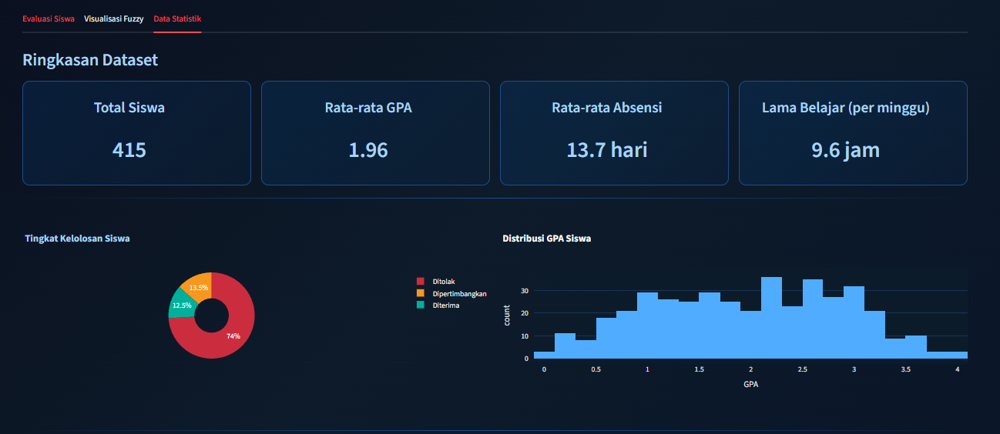 Evaluasi Siswa Visualisasi Fuzzy Data Statistik
Ringkasan Dataset
Total Siswa
415
Rata-rata GPA
1.96
Rata-rata Absensi
13.7 hari
Lama Belajar (per minggu)
9.6 jam
Tingkat Kelolosan Siswa
13.5%
12.5%
74%
Ditolak
Dipertimbangkan
Diterima
Distribusi GPA Siswa
count
30
20
10
0
0 0.5 1 1.5 2 2.5 3 3.5 4
GPA